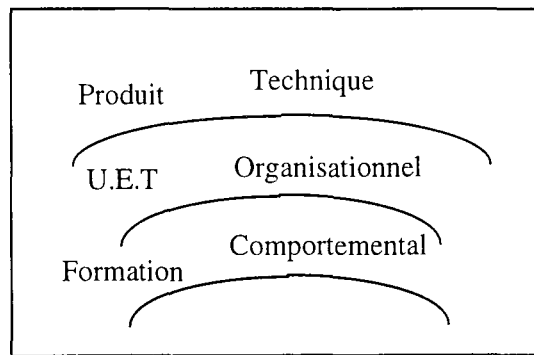 Produit Technique
U.E.T Organisationnel
Formation Comportemental